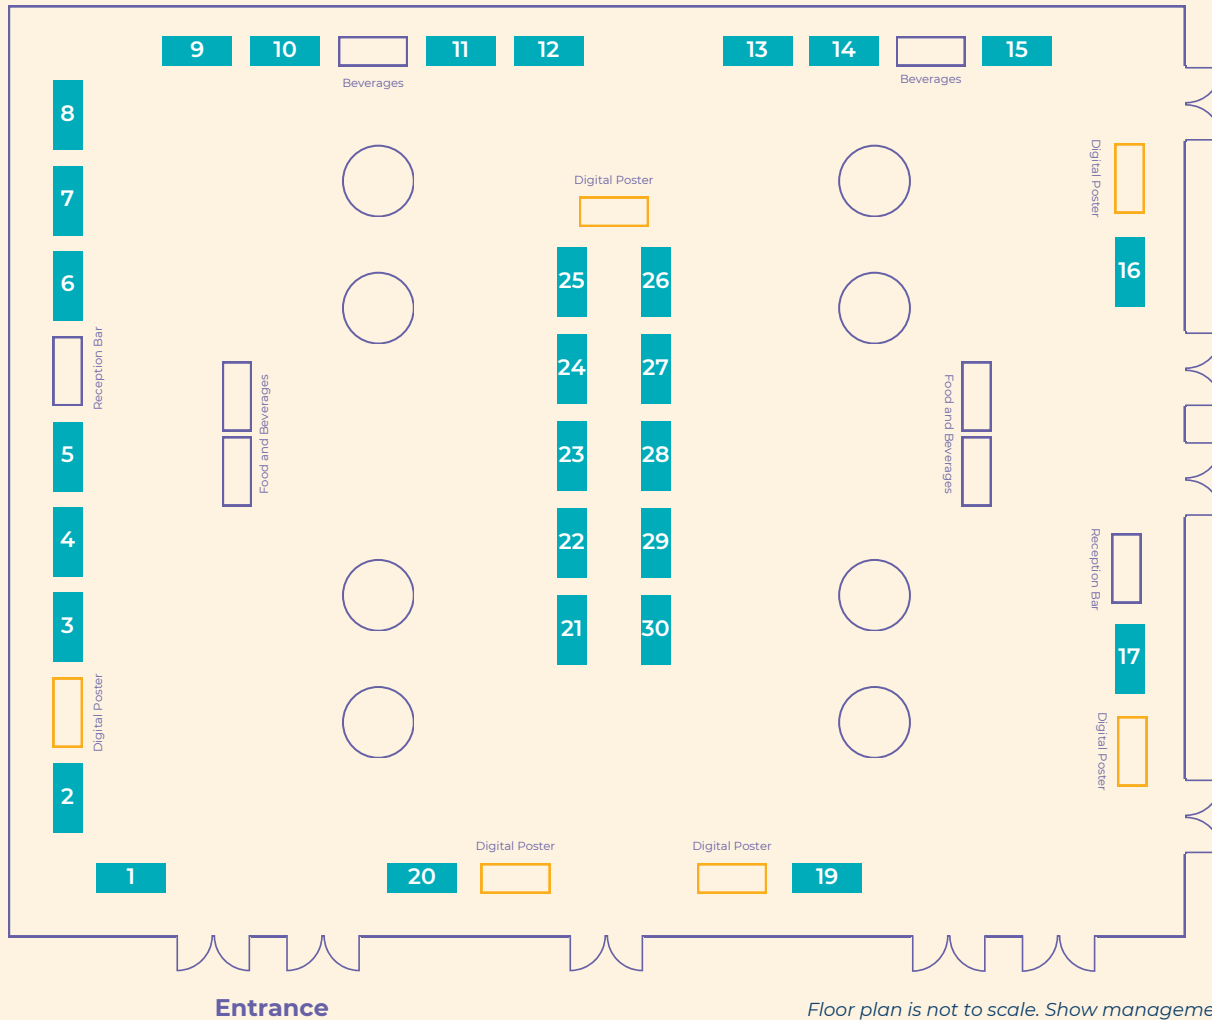 9 10 11 12 13 14 15
Beverages
Beverages
8
Digital Poster
7
Digital Poster
6
25 26
16
Reception Bar
24 27
Food and Beverages
Food and Beverages
5
23 28
4
22 29
Reception Bar
3
21 30
17
Digital Poster
Digital Poster
2
Digital Poster
Digital Poster
1 20 19
Entrance
Floor plan is not to scale. Show manageme